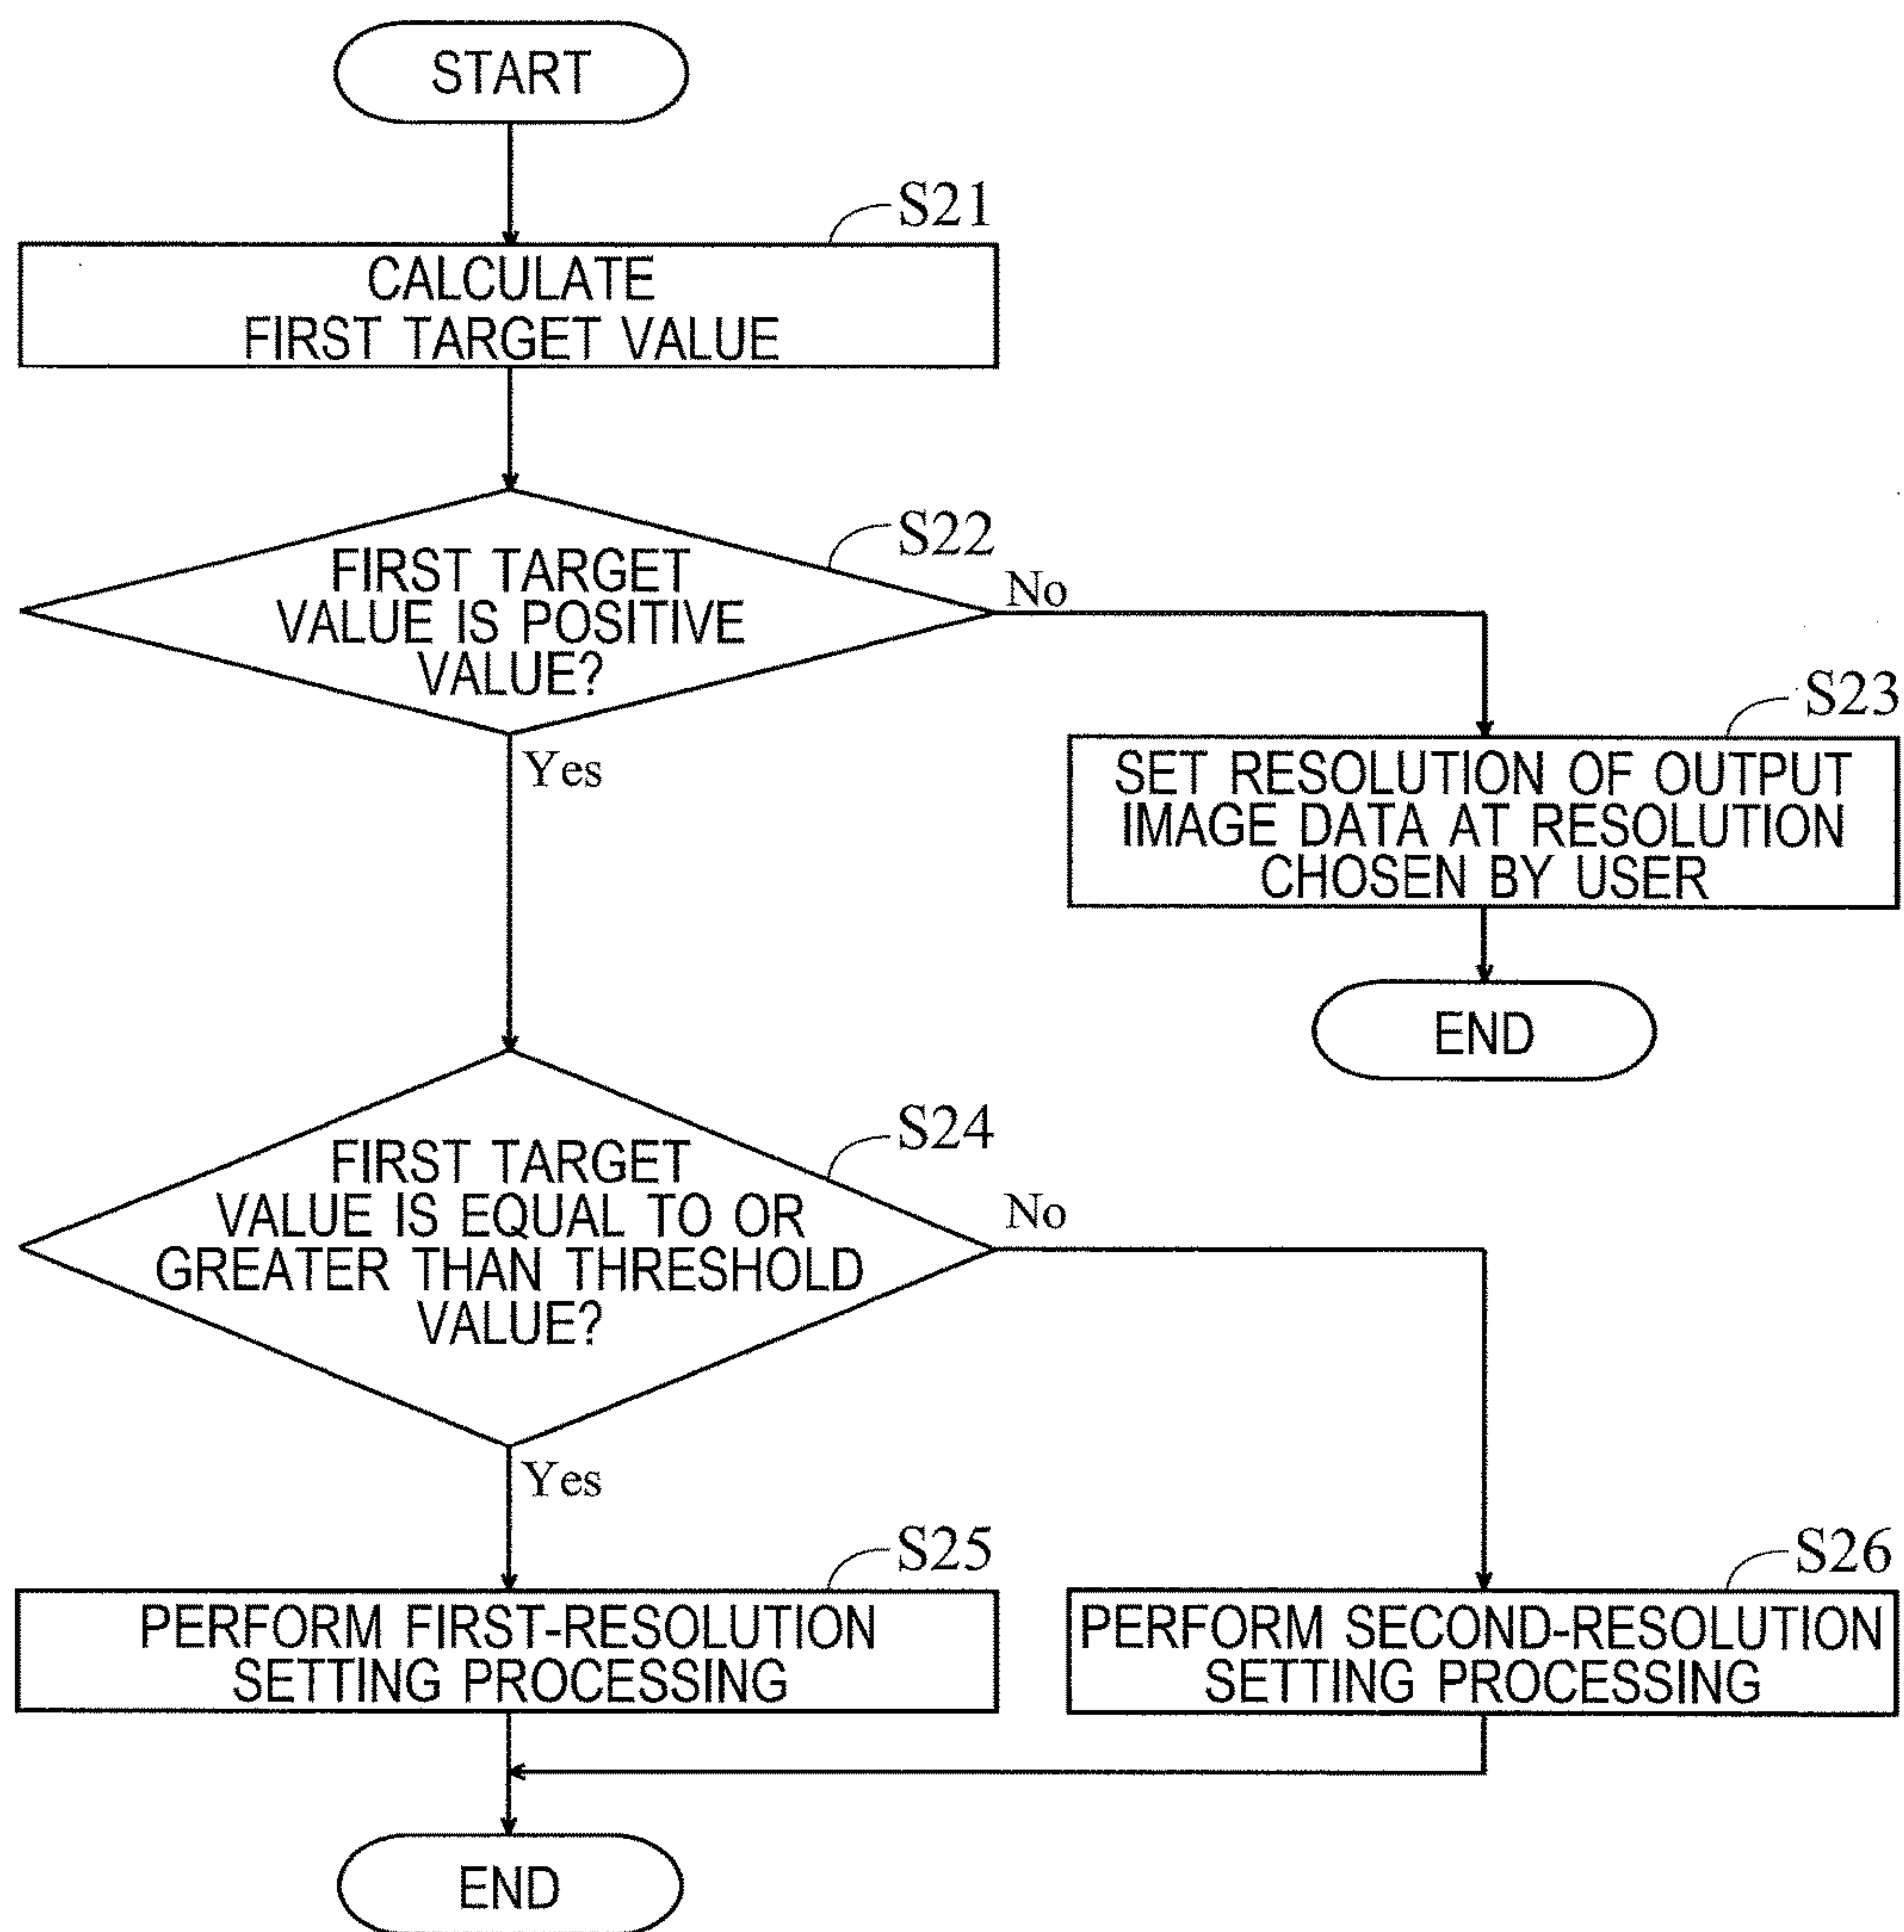 START
S21
CALCULATE
FIRST TARGET VALUE
S22
FIRST TARGET
VALUE IS POSITIVE
VALUE?
No
Yes
S23
SET RESOLUTION OF OUTPUT
IMAGE DATA AT RESOLUTION
CHOSEN BY USER
END
S24
FIRST TARGET
VALUE IS EQUAL TO OR
GREATER THAN THRESHOLD
VALUE?
No
Yes
S25
PERFORM FIRST-RESOLUTION
SETTING PROCESSING
S26
PERFORM SECOND-RESOLUTION
SETTING PROCESSING
END